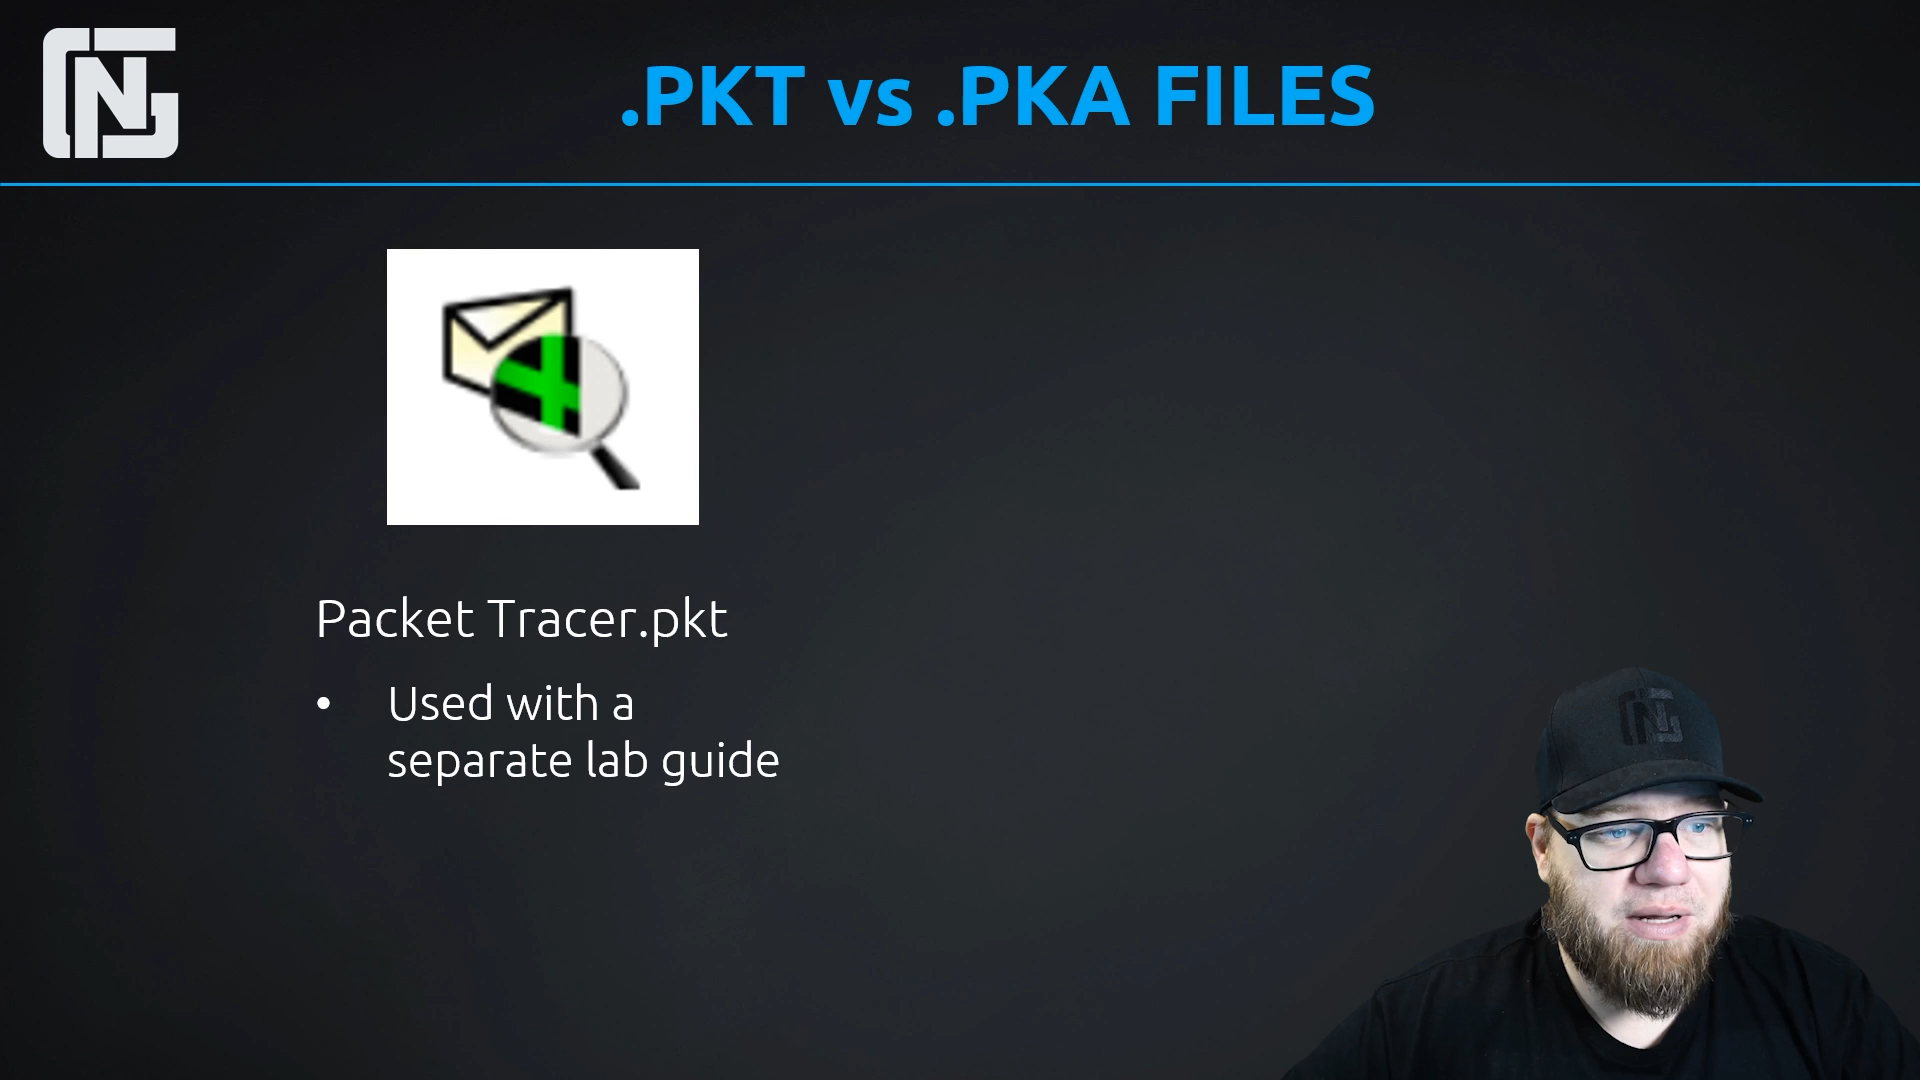 .PKT vs .PKA FILES
Packet Tracer.pkt
• Used with a
separate lab guide